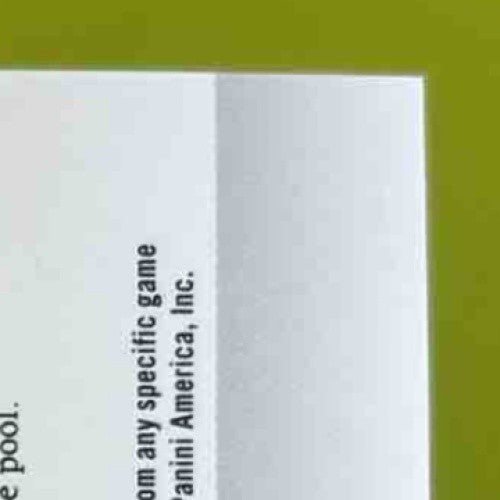 e pool.
om any specific game
Panini America, Inc.